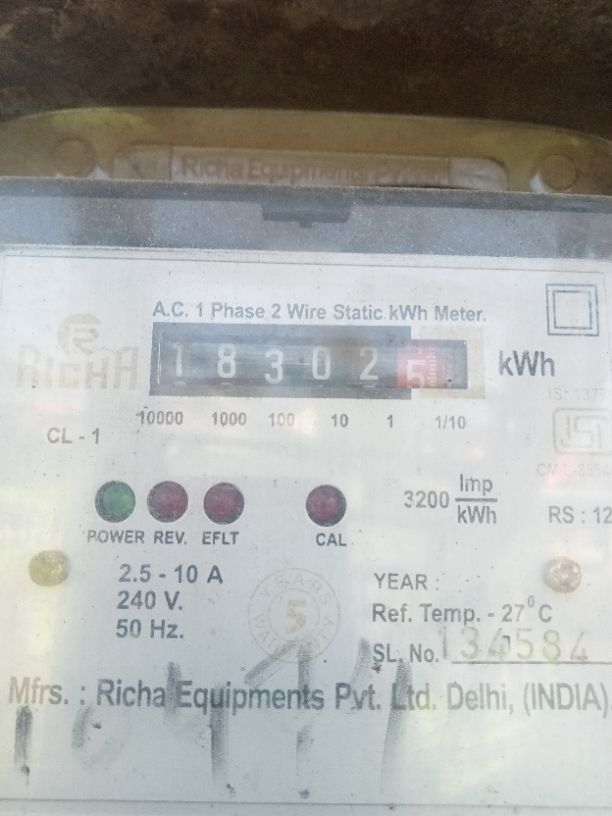 Richa Equipments
A.C. 1 Phase 2 Wire Static kWh Meter.
RICHA
1 8 3 0 2 5 kWh
10000 1000 100 10 1 1/10
CL - 1
3200 Imp
kWh
POWER REV. EFLT CAL
RS : 12
2.5 - 10 A
240 V.
50 Hz.
5
YEAR :
Ref. Temp. - 27°C
SL. No. 134584
Mfrs. : Richa Equipments Pvt. Ltd. Delhi, (INDIA)